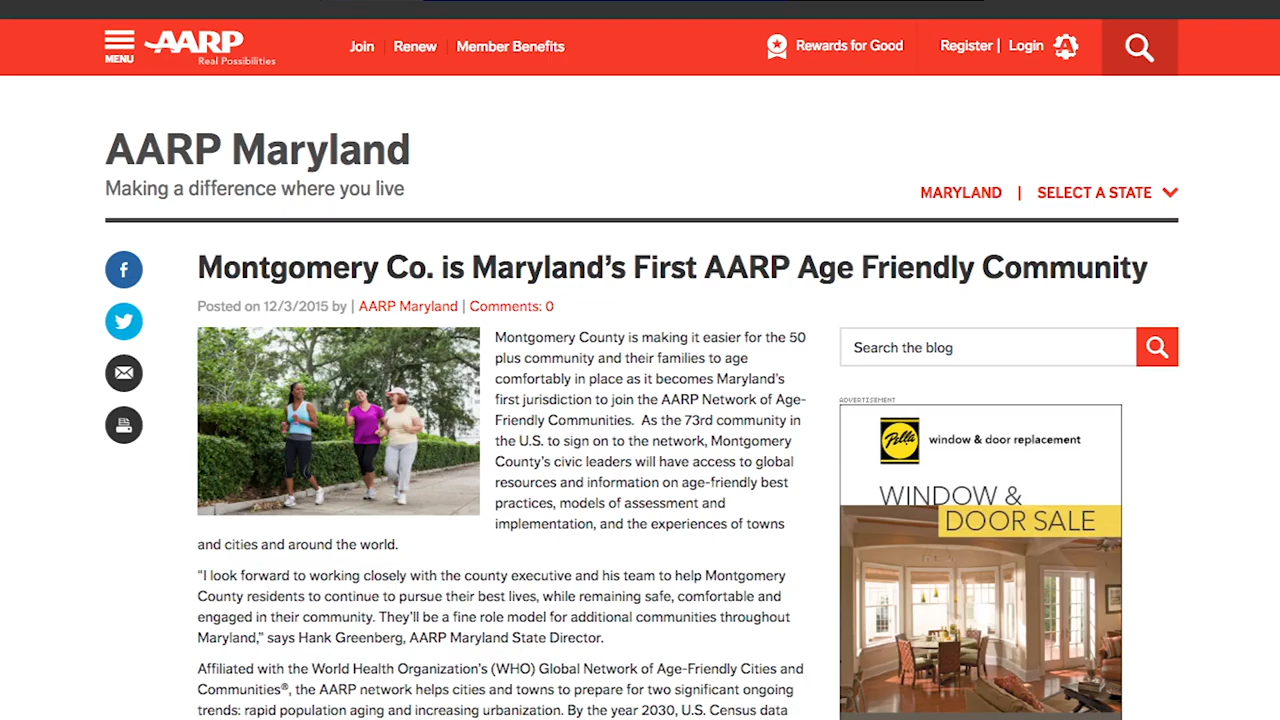 MENU
AARP
Real Possibilities
Join
Renew
Member Benefits
Rewards for Good
Register |
Login
AARP Maryland
Making a difference where you live
MARYLAND | SELECT A STATE
Montgomery Co. is Maryland’s First AARP Age Friendly Community
Posted on 12/3/2015 by | AARP Maryland | Comments: 0
Montgomery County is making it easier for the 50
plus community and their families to age
comfortably in place as it becomes Maryland’s
first jurisdiction to join the AARP Network of Age-
Friendly Communities.  As the 73rd community in
the U.S. to sign on to the network, Montgomery
County’s civic leaders will have access to global
resources and information on age-friendly best
practices, models of assessment and
implementation, and the experiences of towns
and cities and around the world.
“I look forward to working closely with the county executive and his team to help Montgomery
County residents to continue to pursue their best lives, while remaining safe, comfortable and
engaged in their community. They’ll be a fine role model for additional communities throughout
Maryland,” says Hank Greenberg, AARP Maryland State Director.
Affiliated with the World Health Organization’s (WHO) Global Network of Age-Friendly Cities and
Communities®, the AARP network helps cities and towns to prepare for two significant ongoing
trends: rapid population aging and increasing urbanization. By the year 2030, U.S. Census data
Search the blog
ADVERTISEMENT
Pella
window & door replacement
WINDOW &
DOOR SALE